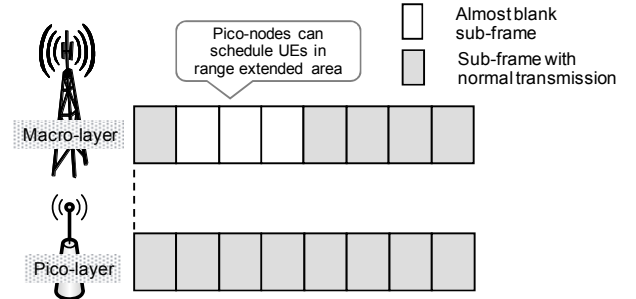 Pico-nodes can
schedule UEs in
range extended area
Almost blank
sub-frame
Sub-frame with
normal transmission
Macro-layer
Pico-layer